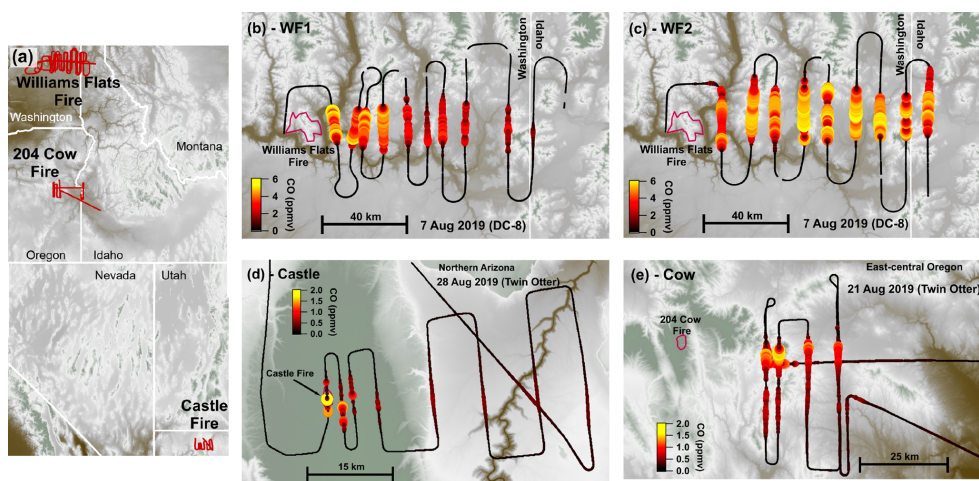 (a)
Williams Flats
Fire
Washington
204 Cow
Fire
Montana
Oregon
Idaho
Nevada
Utah
Castle
Fire
(b) - WF1
Washington
Idaho
Williams Flats
Fire
6
4
2
0
CO (ppmv)
40 km
7 Aug 2019 (DC-8)
(c) - WF2
Washington
Idaho
Williams Flats
Fire
6
4
2
0
CO (ppmv)
40 km
7 Aug 2019 (DC-8)
(d) - Castle
Northern Arizona
28 Aug 2019 (Twin Otter)
2.0
1.5
1.0
0.5
0.0
CO (ppmv)
Castle Fire
15 km
(e) - Cow
East-central Oregon
21 Aug 2019 (Twin Otter)
204 Cow
Fire
2.0
1.5
1.0
0.5
0.0
CO (ppmv)
25 km